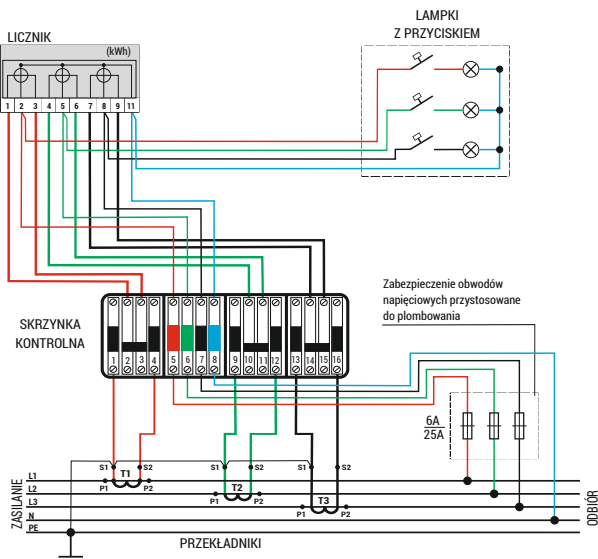 LAMPKI
Z PRZYCISKIEM
LICZNIK
(kWh)
1 2 3 4 5 6 7 8 9 11
Zabezpieczenie obwodów
napięciowych przystosowane
do plombowania
SKRZYNKA
KONTROLNA
1 2 3 4 5 6 7 8 9 10 11 12 13 14 15 16
6A
25A
S1 S2 S1 S2 S1 S2
T1
T2
T3
P1 P2
P1 P2
P1 P2
ZASILANIE
L1
L2
L3
N
PE
ODBIÓR
PRZEKŁADNIKI